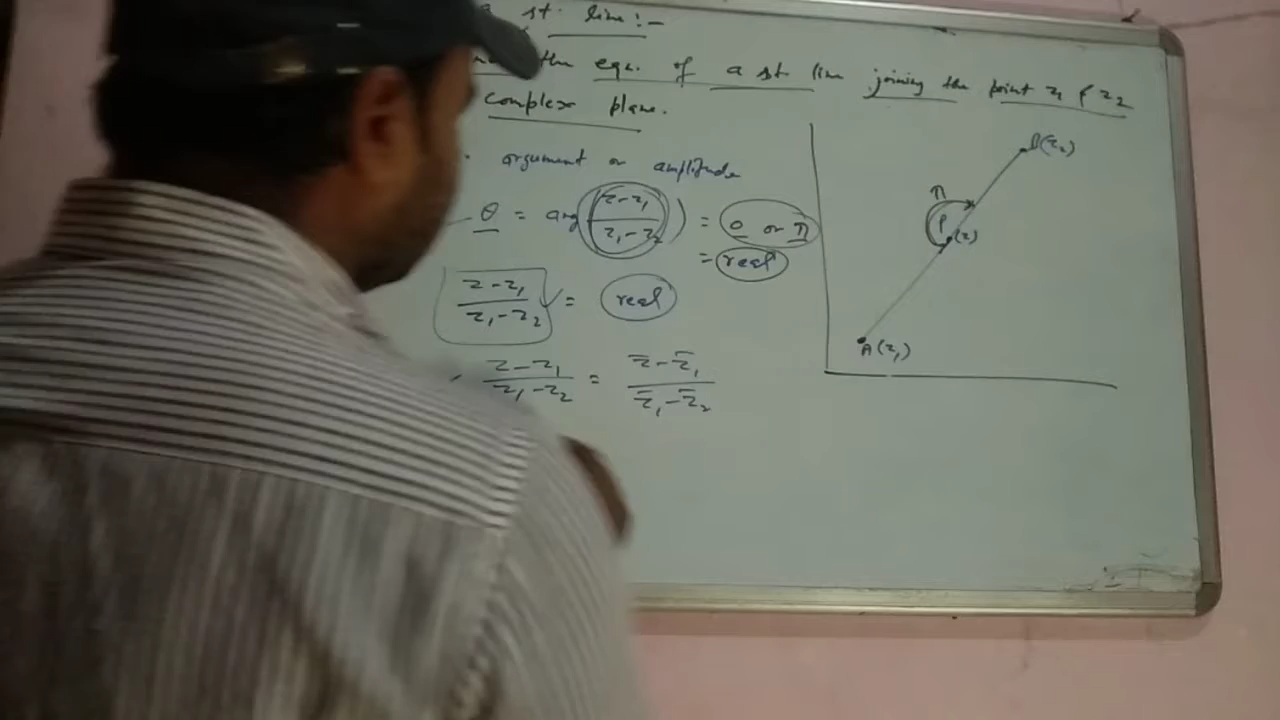 a st. line :-
the eqn. of a st. line joining the point z₁ & z₂
complex plane.
argument or amplitude
θ = arg ( (z-z₁)/(z₁-z₂) ) = 0 or π
= real
(z-z₁)/(z₁-z₂) = real
(z-z₁)/(z₁-z₂) = (z̄-z̄₁)/(z̄₁-z̄₂)
B(z₂)
π
P(z)
A(z₁)